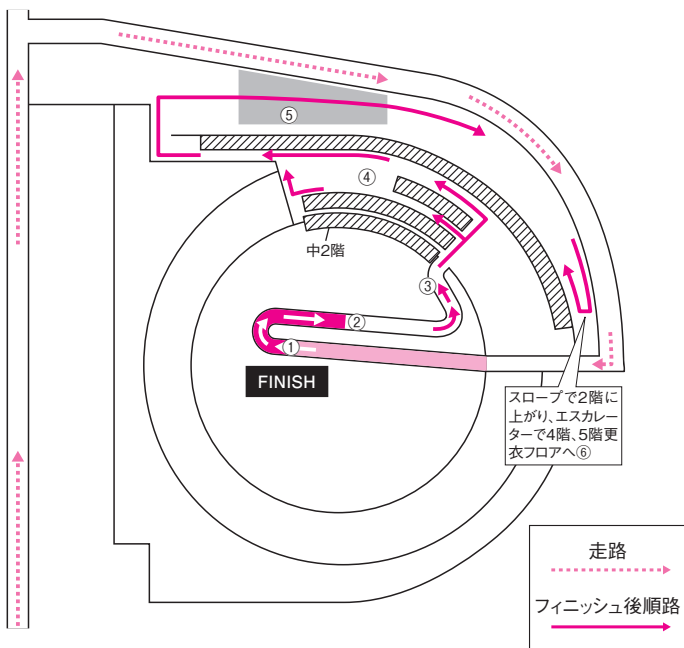 ⑤
④
中2階
③
②
①
FINISH
スロープで2階に
上がり、エスカレー
ターで4階、5階更
衣フロアへ⑥
走路
フィニッシュ後順路